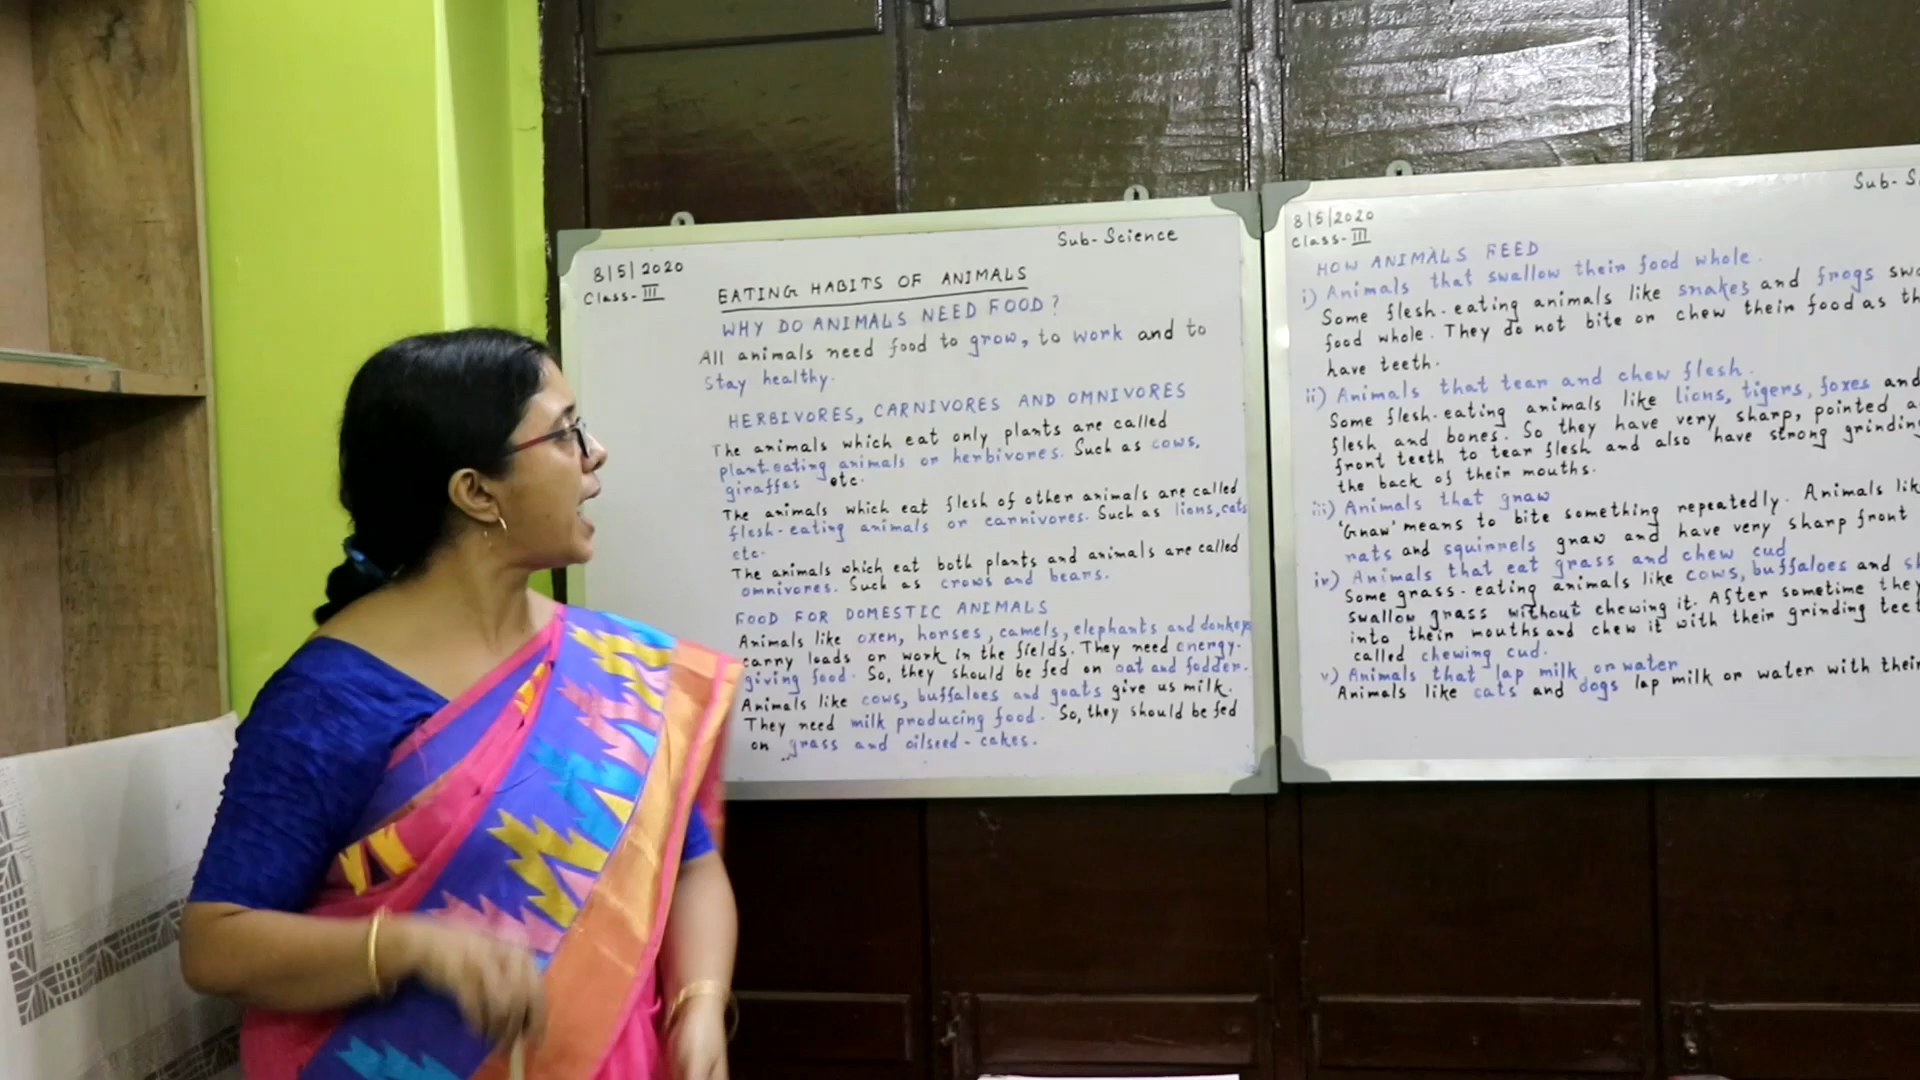 8|5|2020
Sub-Science
Class-III
EATING HABITS OF ANIMALS
WHY DO ANIMALS NEED FOOD?
All animals need food to grow, to work and to
stay healthy.
HERBIVORES, CARNIVORES AND OMNIVORES
The animals which eat only plants are called
plant-eating animals or herbivores. Such as cows,
giraffes etc.
The animals which eat flesh of other animals are called
flesh-eating animals or carnivores. Such as lions, cats
etc.
The animals which eat both plants and animals are called
omnivores. Such as crows and bears.
FOOD FOR DOMESTIC ANIMALS
Animals like oxen, horses, camels, elephants and donkeys
carry loads or work in the fields. They need energy-
giving food. So, they should be fed on oat and fodder.
Animals like cows, buffaloes and goats give us milk.
They need milk producing food. So, they should be fed
on grass and oilseed-cakes.
8|5|2020
Sub-
Class-III
HOW ANIMALS FEED
i) Animals that swallow their food whole.
Some flesh-eating animals like snakes and frogs
food whole. They do not bite or chew their food as
have teeth.
ii) Animals that tear and chew flesh.
Some flesh-eating animals like lions, tigers, foxes and
flesh and bones. So they have very sharp, pointed
front teeth to tear flesh and also have strong grinding
the back of their mouths.
iii) Animals that gnaw
'Gnaw' means to bite something repeatedly. Animals
rats and squirrels gnaw and have very sharp front
iv) Animals that eat grass and chew cud
Some grass-eating animals like cows, buffaloes and
swallow grass without chewing it. After sometime they
into their mouths and chew it with their grinding
called chewing cud.
v) Animals that lap milk or water
Animals like cats and dogs lap milk or water with their